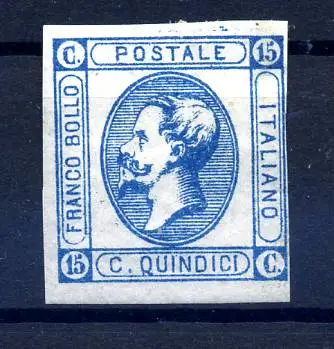 C. POSTALE 15
FRANCO BOLLO
ITALIANO
15 C. QUINDICI C.